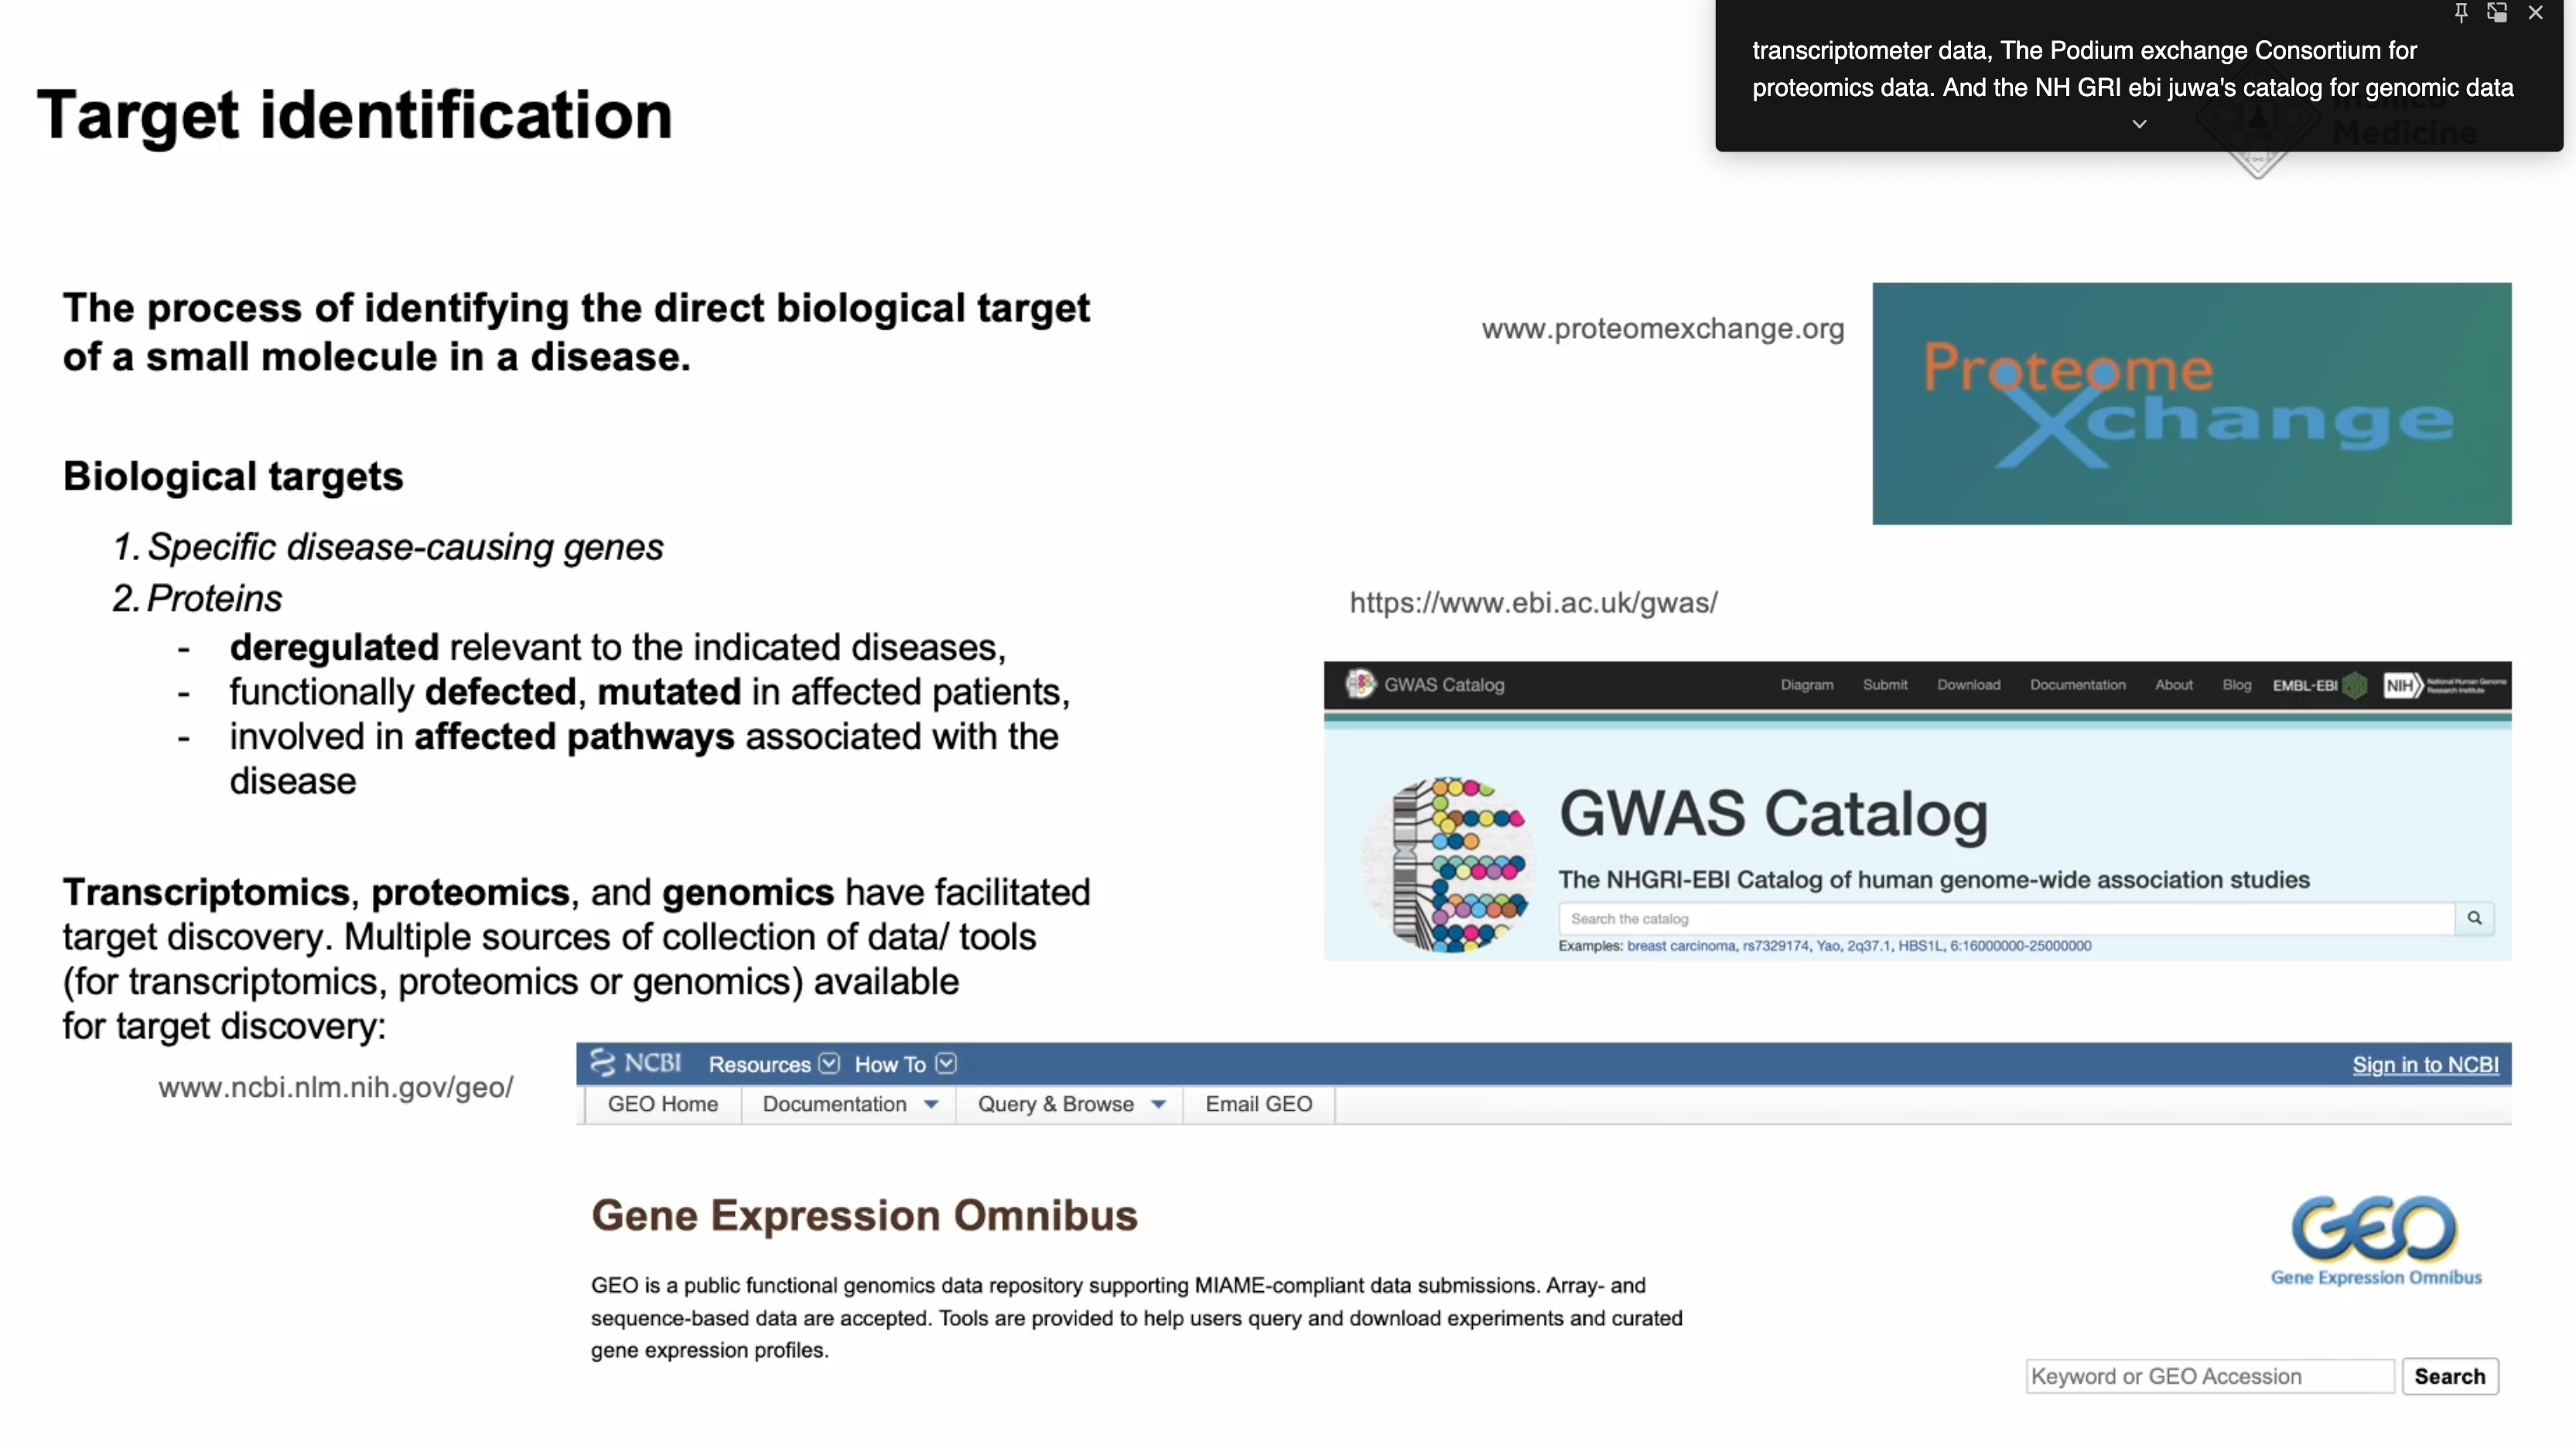 transcriptometer data, The Podium exchange Consortium for
proteomics data. And the NH GRI ebi juwa's catalog for genomic data
Medicine
Target identification
The process of identifying the direct biological target
of a small molecule in a disease.
Biological targets
1. Specific disease-causing genes
2. Proteins
- deregulated relevant to the indicated diseases,
- functionally defected, mutated in affected patients,
- involved in affected pathways associated with the
disease
Transcriptomics, proteomics, and genomics have facilitated
target discovery. Multiple sources of collection of data/ tools
(for transcriptomics, proteomics or genomics) available
for target discovery:
www.ncbi.nlm.nih.gov/geo/
www.proteomexchange.org
Proteome
Xchange
https://www.ebi.ac.uk/gwas/
GWAS Catalog Diagram Submit Download Documentation About Blog EMBL-EBI NIH National Human Genome
Research Institute
GWAS Catalog
The NHGRI-EBI Catalog of human genome-wide association studies
Search the catalog
Examples: breast carcinoma, rs7329174, Yao, 2q37.1, HBS1L, 6:16000000-25000000
NCBI Resources How To Sign in to NCBI
GEO Home Documentation Query & Browse Email GEO
Gene Expression Omnibus
GEO is a public functional genomics data repository supporting MIAME-compliant data submissions. Array- and
sequence-based data are accepted. Tools are provided to help users query and download experiments and curated
gene expression profiles.
GEO
Gene Expression Omnibus
Keyword or GEO Accession Search